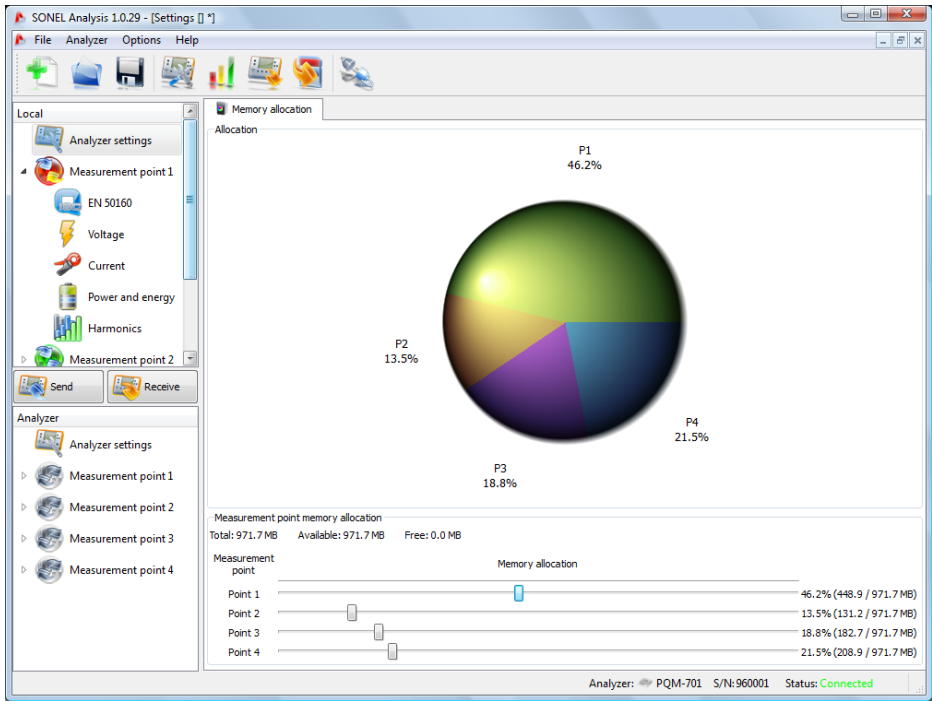 SONEL Analysis 1.0.29 - [Settings [] *]
File Analyzer Options Help
Local
Analyzer settings
Measurement point 1
EN 50160
Voltage
Current
Power and energy
Harmonics
Measurement point 2
Send Receive
Analyzer
Analyzer settings
Measurement point 1
Measurement point 2
Measurement point 3
Measurement point 4
Memory allocation
Allocation
P1
46.2%
P2
13.5%
P4
21.5%
P3
18.8%
Measurement point memory allocation
Total: 971.7 MB Available: 971.7 MB Free: 0.0 MB
Measurement
point
Memory allocation
Point 1 46.2% (448.9 / 971.7 MB)
Point 2 13.5% (131.2 / 971.7 MB)
Point 3 18.8% (182.7 / 971.7 MB)
Point 4 21.5% (208.9 / 971.7 MB)
Analyzer: PQM-701 S/N: 960001 Status: Connected